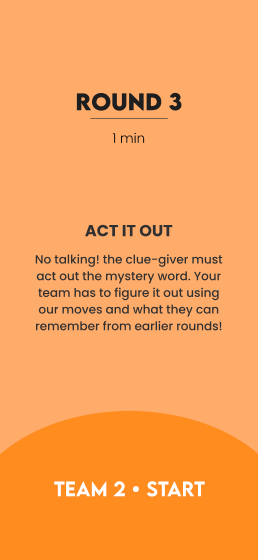 ROUND 3
1 min
ACT IT OUT
No talking! the clue-giver must
act out the mystery word. Your
team has to figure it out using
our moves and what they can
remember from earlier rounds!
TEAM 2 • START